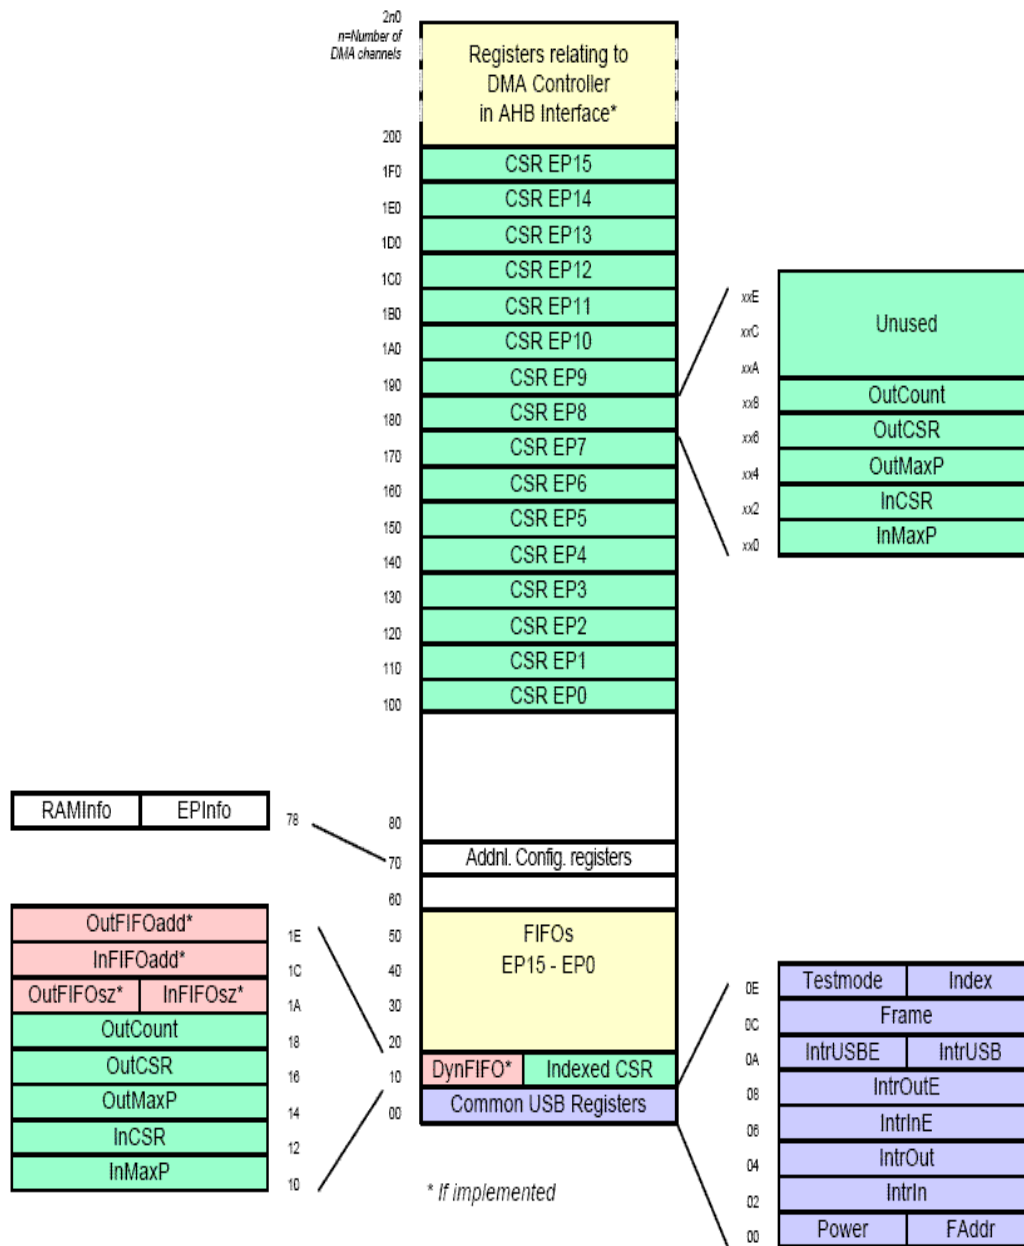 2n0
n=Number of
DMA channels
Registers relating to
DMA Controller
in AHB Interface*
200
CSR EP15
1F0
CSR EP14
1E0
CSR EP13
1D0
CSR EP12
1C0
CSR EP11
1B0
CSR EP10
1A0
CSR EP9
190
CSR EP8
180
CSR EP7
170
CSR EP6
160
CSR EP5
150
CSR EP4
140
CSR EP3
130
CSR EP2
120
CSR EP1
110
CSR EP0
100
xxE
Unused
xxC
xxA
OutCount
xx8
OutCSR
xx6
OutMaxP
xx4
InCSR
xx2
InMaxP
xx0
RAMInfo EPInfo
78
80
Addnl. Config. registers
70
60
FIFOs
EP15 - EP0
50
40
30
20
DynFIFO* Indexed CSR
10
Common USB Registers
00
OutFIFOadd*
1E
InFIFOadd*
1C
OutFIFOsz* InFIFOsz*
1A
OutCount
18
OutCSR
16
OutMaxP
14
InCSR
12
InMaxP
10
Testmode Index
0E
Frame
0C
IntrUSBE IntrUSB
0A
IntrOutE
08
IntrInE
06
IntrOut
04
IntrIn
02
Power FAddr
00
* If implemented